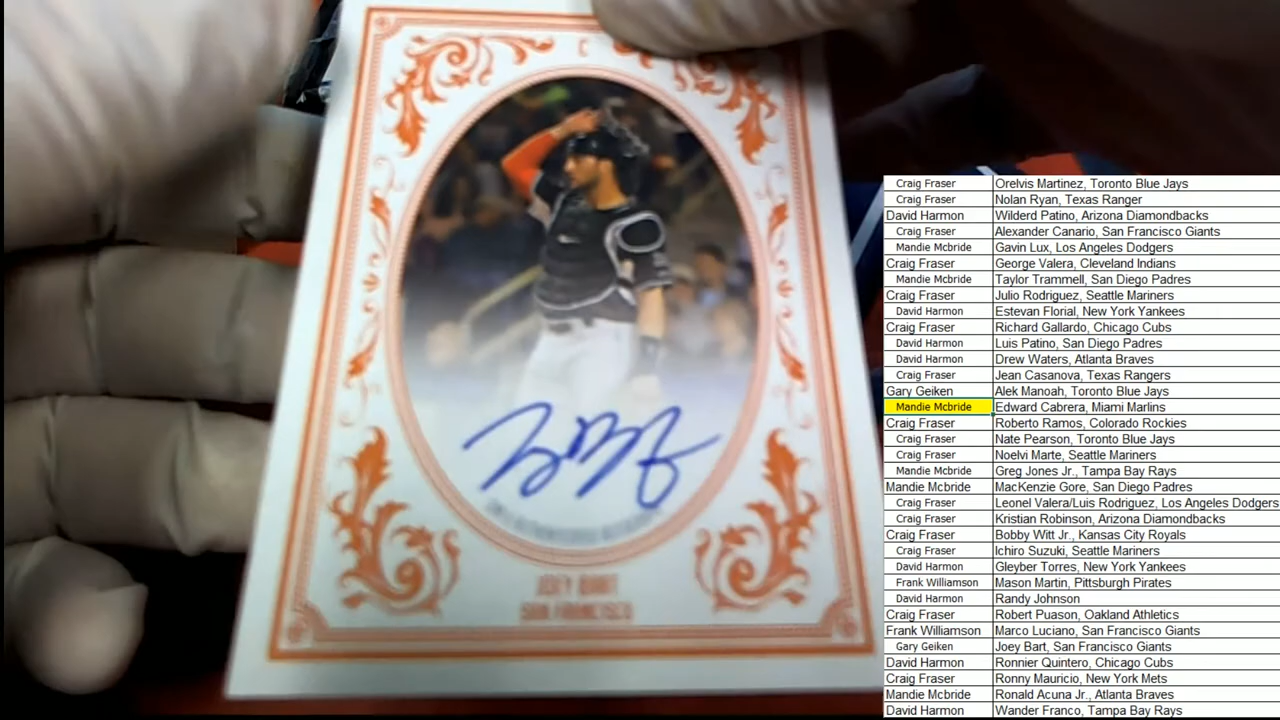 C
JOEY BART
SAN FRANCISCO
Craig Fraser Orelvis Martinez, Toronto Blue Jays
Craig Fraser Nolan Ryan, Texas Ranger
David Harmon Wilderd Patino, Arizona Diamondbacks
Craig Fraser Alexander Canario, San Francisco Giants
Mandie Mcbride Gavin Lux, Los Angeles Dodgers
Craig Fraser George Valera, Cleveland Indians
Mandie Mcbride Taylor Trammell, San Diego Padres
Craig Fraser Julio Rodriguez, Seattle Mariners
David Harmon Estevan Florial, New York Yankees
Craig Fraser Richard Gallardo, Chicago Cubs
David Harmon Luis Patino, San Diego Padres
David Harmon Drew Waters, Atlanta Braves
Craig Fraser Jean Casanova, Texas Rangers
Gary Geiken Alek Manoah, Toronto Blue Jays
Mandie Mcbride Edward Cabrera, Miami Marlins
Craig Fraser Roberto Ramos, Colorado Rockies
Craig Fraser Nate Pearson, Toronto Blue Jays
Craig Fraser Noelvi Marte, Seattle Mariners
Mandie Mcbride Greg Jones Jr., Tampa Bay Rays
Mandie Mcbride MacKenzie Gore, San Diego Padres
Craig Fraser Leonel Valera/Luis Rodriguez, Los Angeles Dodgers
Craig Fraser Kristian Robinson, Arizona Diamondbacks
Craig Fraser Bobby Witt Jr., Kansas City Royals
Craig Fraser Ichiro Suzuki, Seattle Mariners
David Harmon Gleyber Torres, New York Yankees
Frank Williamson Mason Martin, Pittsburgh Pirates
David Harmon Randy Johnson
Craig Fraser Robert Puason, Oakland Athletics
Frank Williamson Marco Luciano, San Francisco Giants
Gary Geiken Joey Bart, San Francisco Giants
David Harmon Ronnier Quintero, Chicago Cubs
Craig Fraser Ronny Mauricio, New York Mets
Mandie Mcbride Ronald Acuna Jr., Atlanta Braves
David Harmon Wander Franco, Tampa Bay Rays